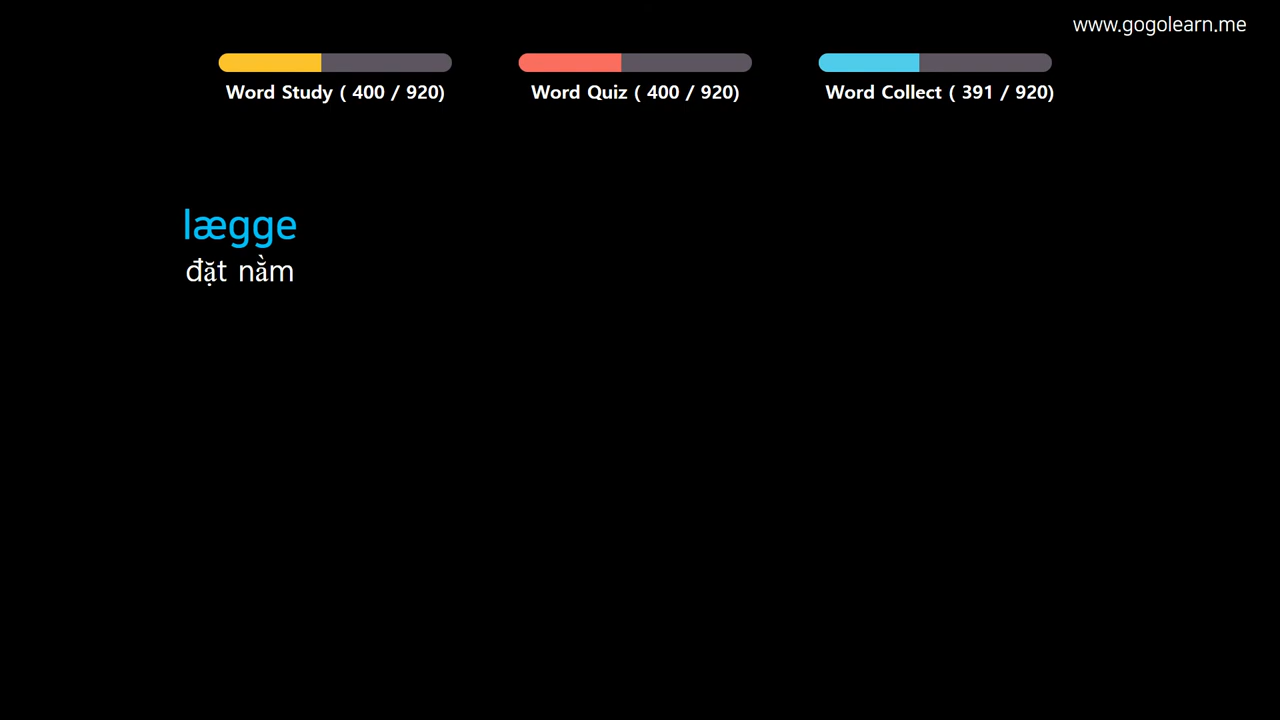 www.gogolearn.me
Word Study ( 400 / 920)
Word Quiz ( 400 / 920)
Word Collect ( 391 / 920)
lægge
đặt nằm